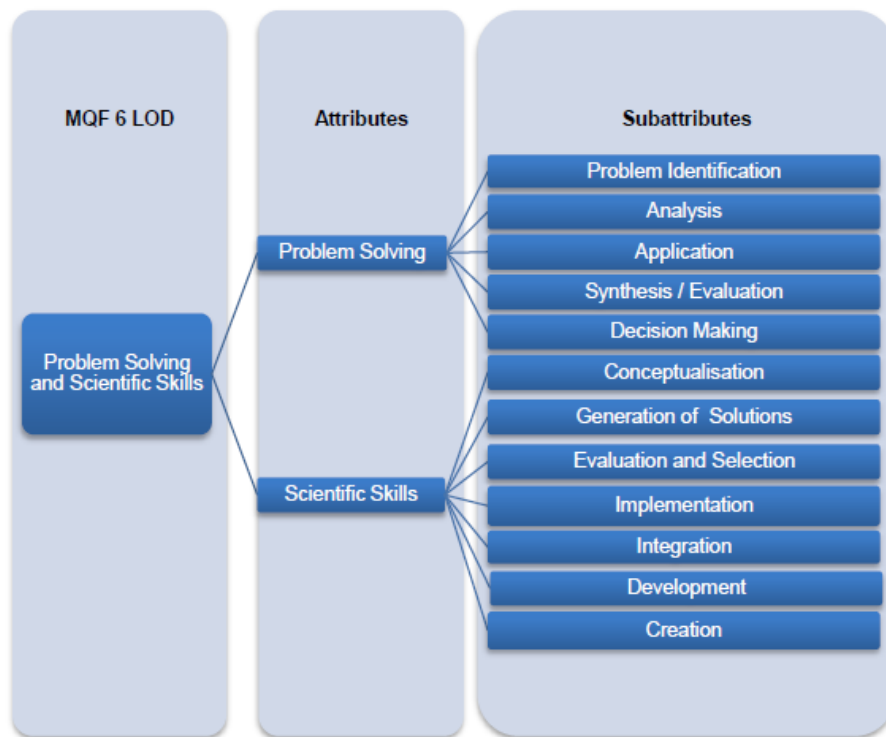 MQF 6 LOD
Attributes
Subattributes
Problem Identification
Analysis
Problem Solving
Application
Synthesis / Evaluation
Decision Making
Problem Solving
and Scientific Skills
Conceptualisation
Generation of Solutions
Evaluation and Selection
Scientific Skills
Implementation
Integration
Development
Creation